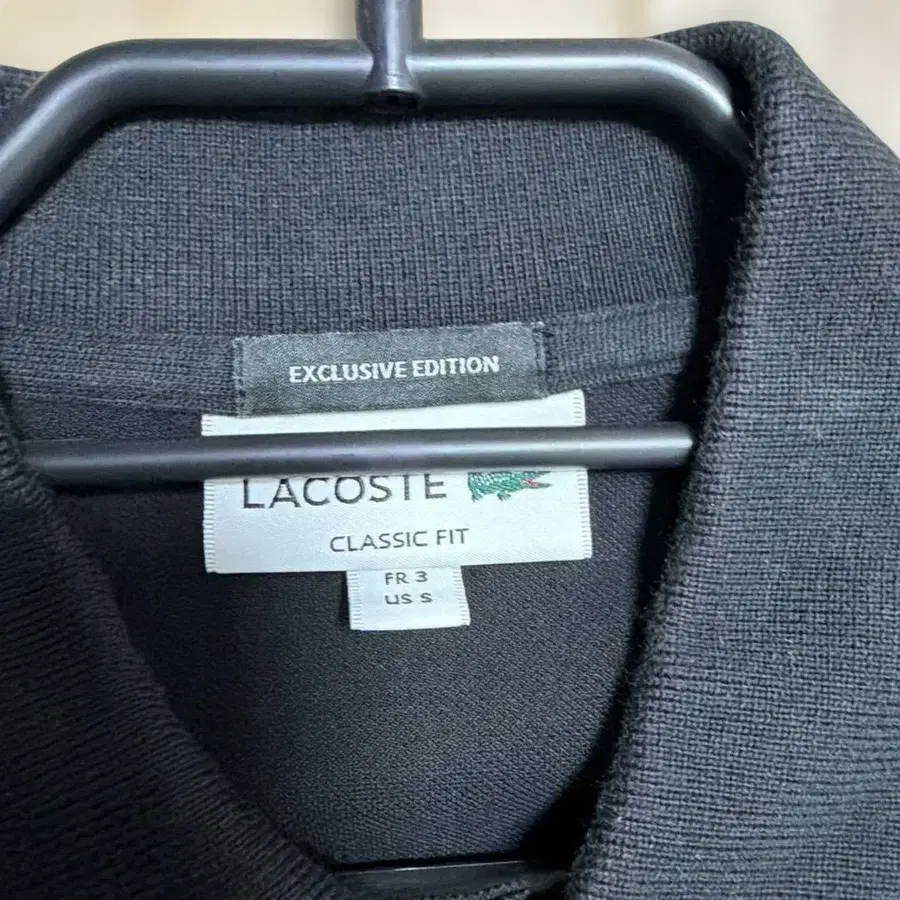 EXCLUSIVE EDITION
LACOSTE
CLASSIC FIT
FR 3
US S